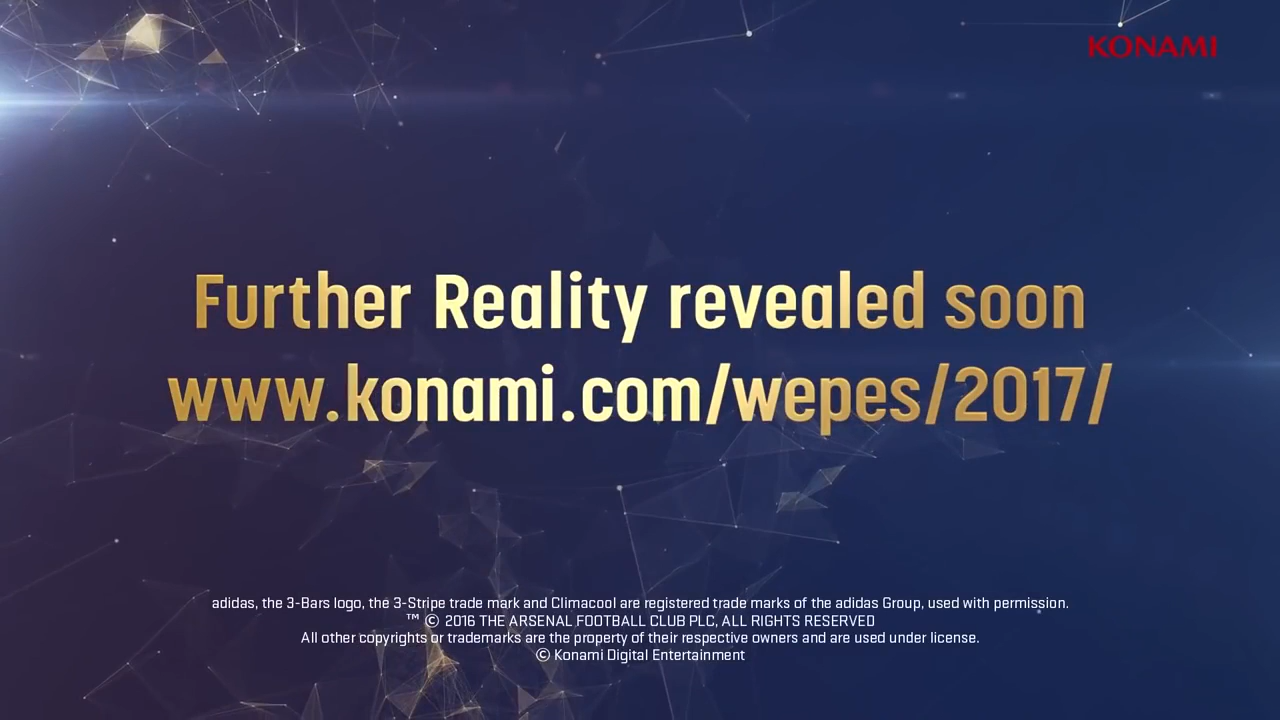 KONAMI
Further Reality revealed soon
www.konami.com/wepes/2017/
adidas, the 3-Bars logo, the 3-Stripe trade mark and Climacool are registered trade marks of the adidas Group, used with permission.
™ © 2016 THE ARSENAL FOOTBALL CLUB PLC, ALL RIGHTS RESERVED
All other copyrights or trademarks are the property of their respective owners and are used under license.
© Konami Digital Entertainment